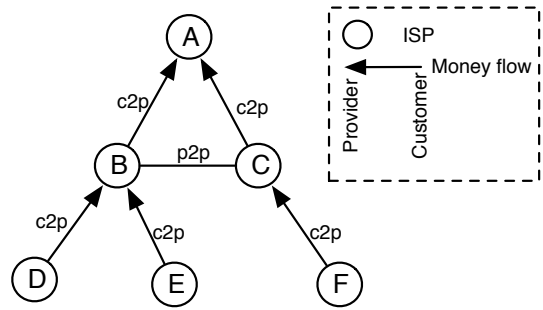 A
c2p
c2p
B
p2p
C
c2p
c2p
c2p
D
E
F
ISP
Money flow
Provider
Customer